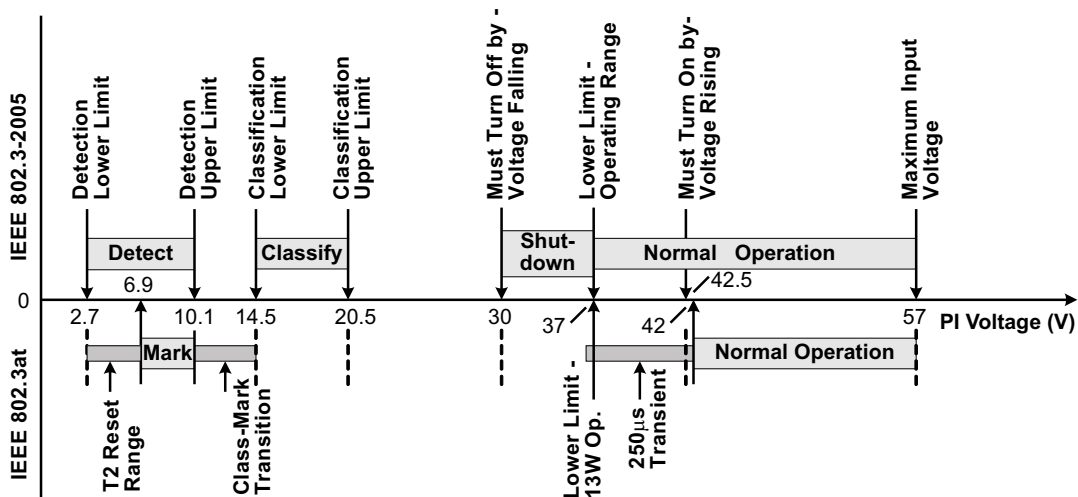 IEEE 802.3-2005
Detection
Lower Limit
Detection
Upper Limit
Classification
Lower Limit
Classification
Upper Limit
Must Turn Off by -
Voltage Falling
Lower Limit -
Operating Range
Must Turn On by-
Voltage Rising
Maximum Input
Voltage
Detect
Classify
Shut-
down
Normal Operation
6.9
42.5
0
2.7
10.1
14.5
20.5
30
37
42
57
PI Voltage (V)
IEEE 802.3at
Mark
Normal Operation
T2 Reset
Range
Class-Mark
Transition
Lower Limit -
13W Op.
250μs
Transient